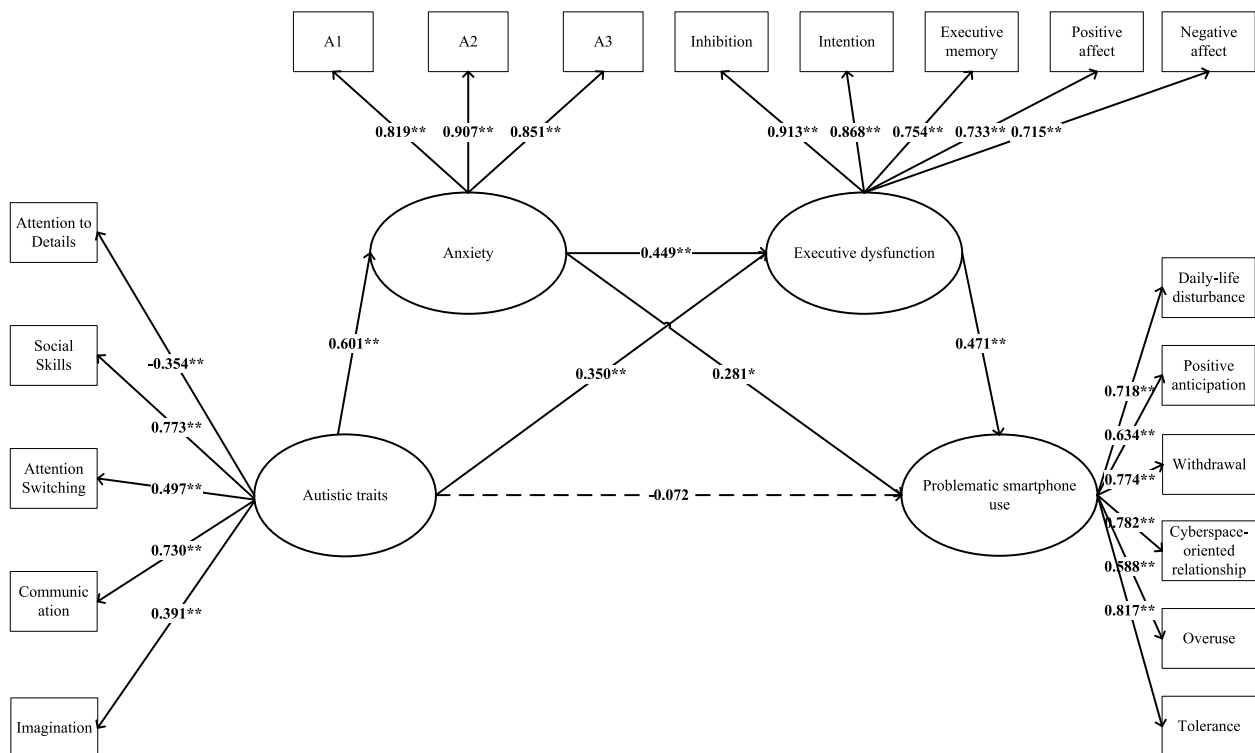 A1
A2
A3
Inhibition
Intention
Executive
memory
Positive
affect
Negative
affect
0.819**
0.907**
0.851**
0.913**
0.868**
0.754**
0.733**
0.715**
Attention to
Details
Social
Skills
Attention
Switching
Communic
ation
Imagination
-0.354**
0.773**
0.497**
0.730**
0.391**
Anxiety
Executive dysfunction
Autistic traits
Problematic smartphone
use
0.449**
0.601**
0.350**
0.281*
0.471**
-0.072
0.718**
0.634**
0.774**
0.782**
0.588**
0.817**
Daily-life
disturbance
Positive
anticipation
Withdrawal
Cyberspace-
oriented
relationship
Overuse
Tolerance